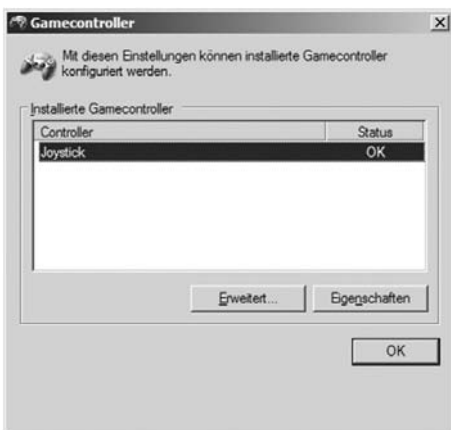 Gamecontroller
Mit diesen Einstellungen können installierte Gamecontroller
konfiguriert werden.
Installierte Gamecontroller
Controller Status
Joystick OK
Erweitert... Eigenschaften
OK